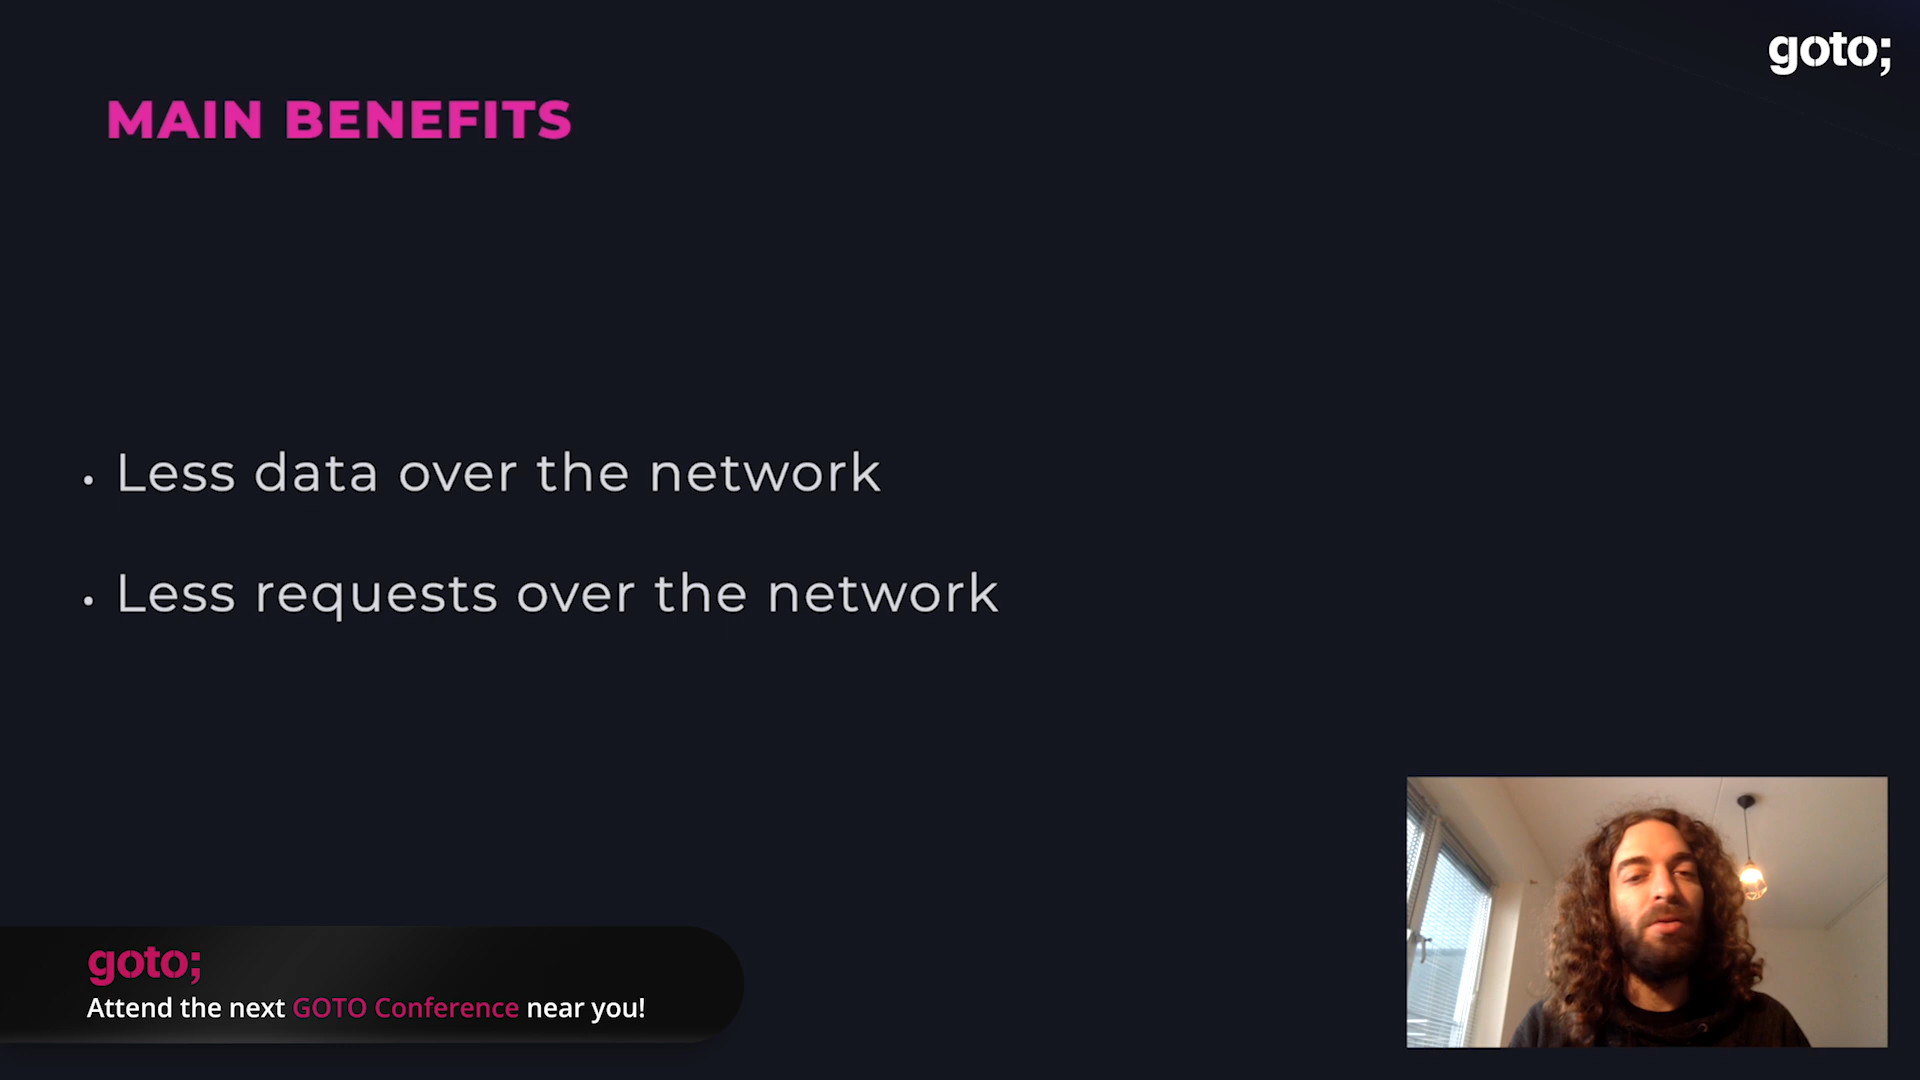 goto;
MAIN BENEFITS
• Less data over the network
• Less requests over the network
goto;
Attend the next GOTO Conference near you!